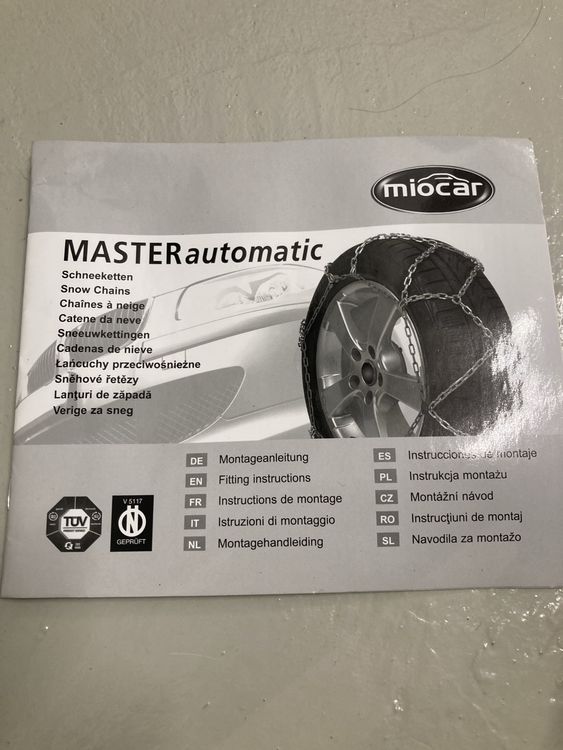 miocar
MASTERautomatic
Schneeketten
Snow Chains
Chaînes à neige
Catene da neve
Sneeuwkettingen
Cadenas de nieve
Łańcuchy przeciwośnieżne
Sněhové řetězy
Lanţuri de zăpadă
Verige za sneg
DE Montageanleitung
EN Fitting instructions
FR Instructions de montage
IT Istruzioni di montaggio
NL Montagehandleiding
ES Instrucciones de montaje
PL Instrukcja montażu
CZ Montážní návod
RO Instrucţiuni de montaj
SL Navodila za montažo
TÜV
V 5117
N
GEPRÜFT